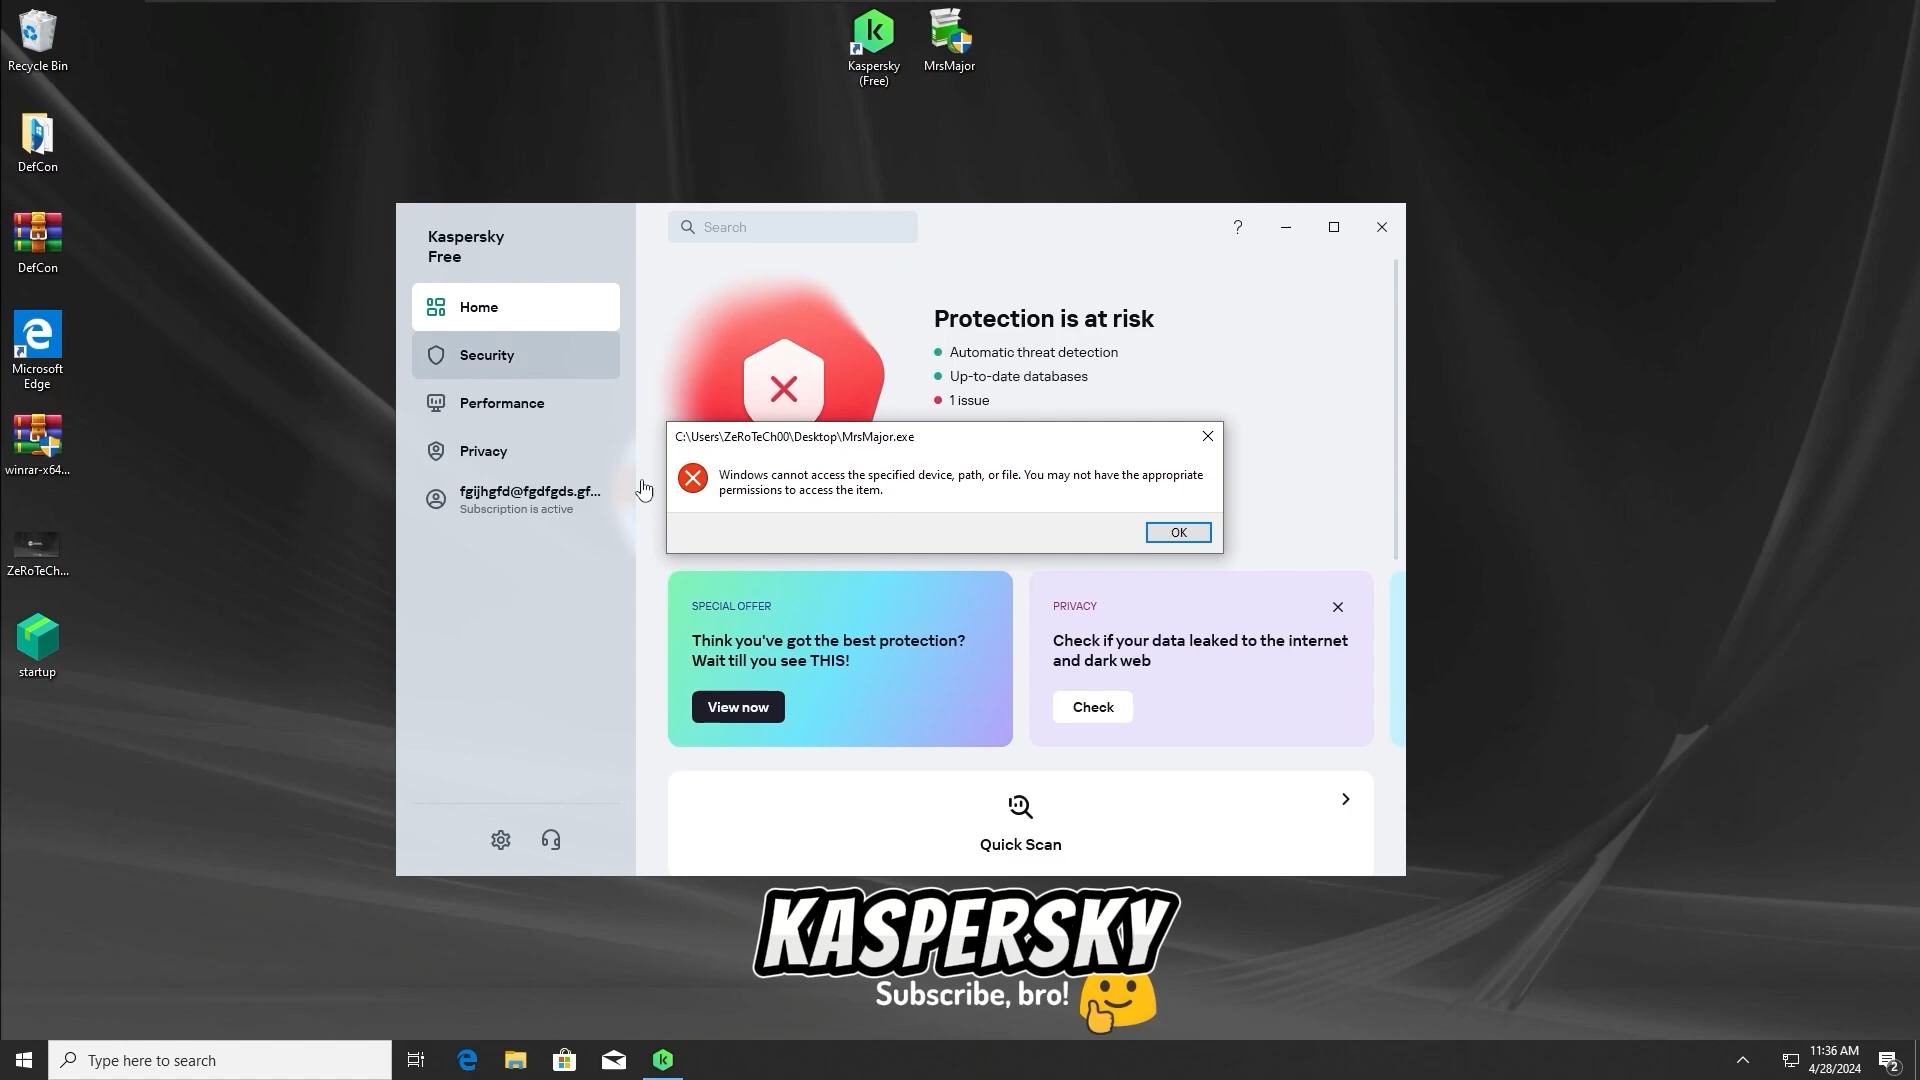 Recycle Bin
DefCon
DefCon
Microsoft
Edge
winrar-x64...
ZeRoTeCh...
startup
Kaspersky
(Free)
MrsMajor
Kaspersky
Free
Home
Security
Performance
Privacy
fgijhgfd@fgdfgds.gf...
Subscription is active
Search
?
Protection is at risk
Automatic threat detection
Up-to-date databases
1 issue
C:\Users\ZeRoTeCh00\Desktop\MrsMajor.exe
Windows cannot access the specified device, path, or file. You may not have the appropriate
permissions to access the item.
OK
SPECIAL OFFER
Think you've got the best protection?
Wait till you see THIS!
View now
PRIVACY
Check if your data leaked to the internet
and dark web
Check
Quick Scan
KASPERSKY
Subscribe, bro!
Type here to search
11:36 AM
4/28/2024
2